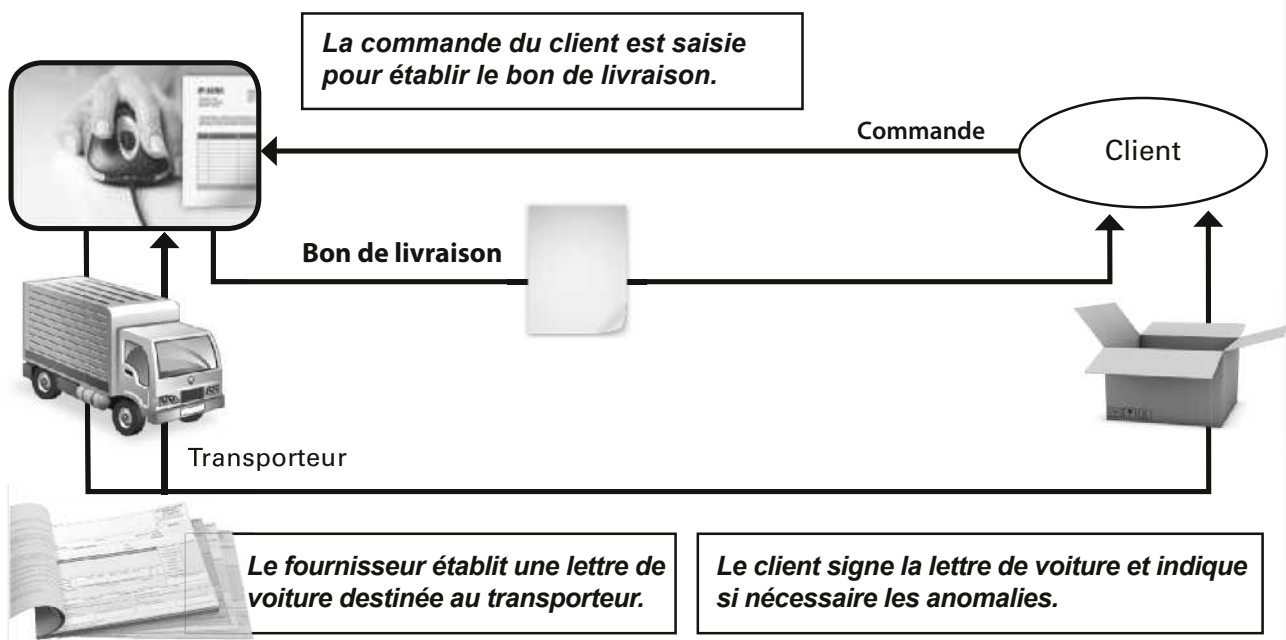 La commande du client est saisie
pour établir le bon de livraison.
Commande
Client
Bon de livraison
Transporteur
Le fournisseur établit une lettre de
voiture destinée au transporteur.
Le client signe la lettre de voiture et indique
si nécessaire les anomalies.